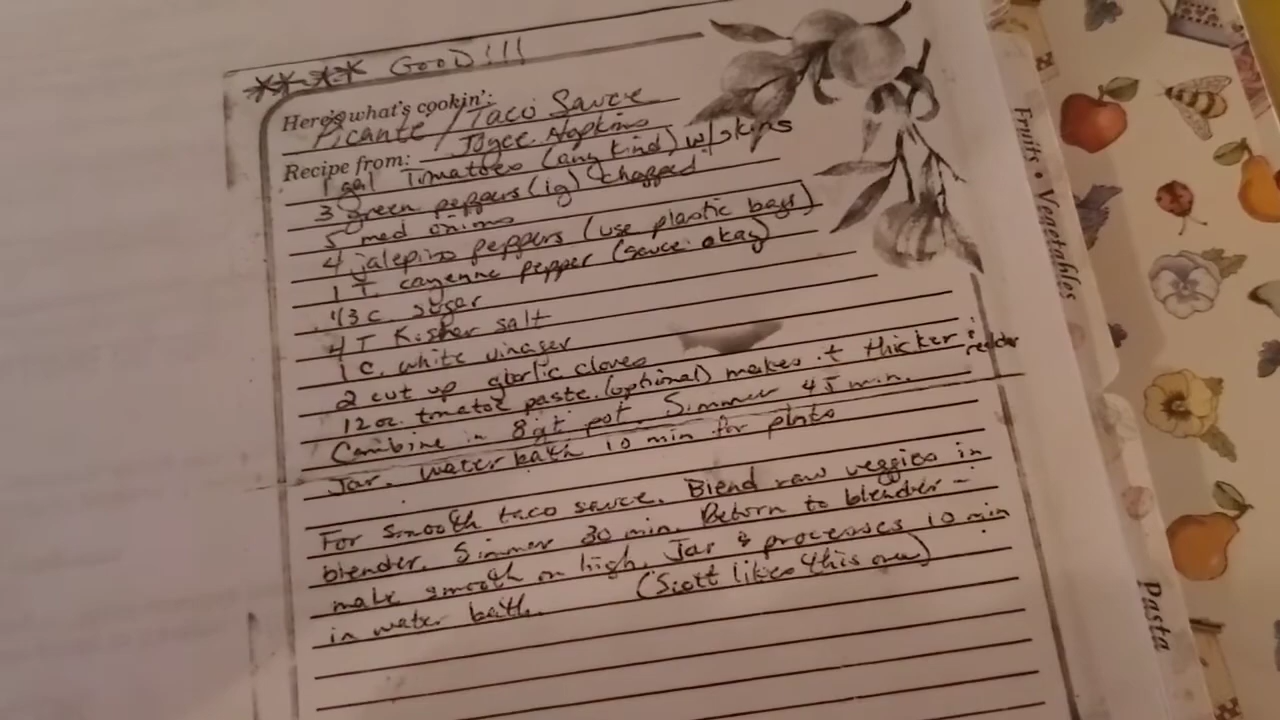 **** GOOD!!!
Here's what's cookin':
Picante / Taco Sauce
Recipe from: Joyce Hopkins
1 gal Tomatoes (any kind) w/skins
3 green peppers (lg) chopped
5 med onions
4 jalepino peppers (use plastic bags)
1 T. cayenne pepper (sauce okay)
1/3 c sugar
4 T Kosher salt
1 c. white vinager
2 cut up garlic cloves
12 oz. tmatoe paste (optional) makes it thicker & redder
Combine in 8 qt pot. Simmer 45 min.
Jar. Water bath 10 min for pints
For smooth taco sauce. Blend raw veggies in
blender. Simmer 30 min. Return to blender -
make smooth on high. Jar & processes 10 min
in water bath. (Scott likes this one)
Fruits • Vegetables
Pasta